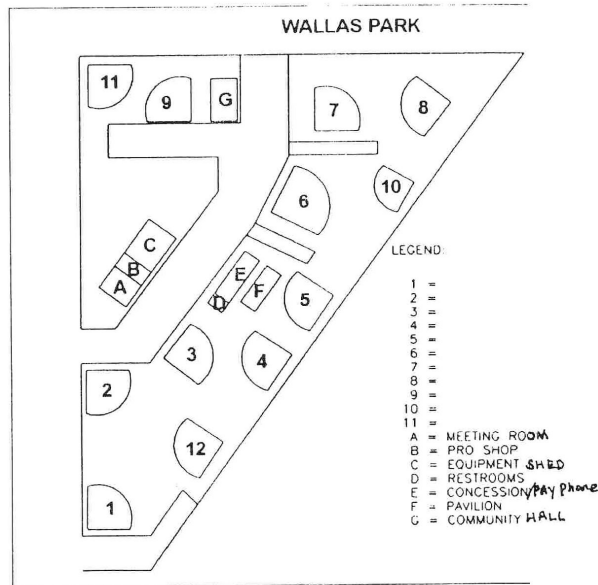 WALLAS PARK
11
9
G
7
8
10
6
C
B
A
E
D
F
5
3
4
2
12
1
LEGEND:
1 =
2 =
3 =
4 =
5 =
6 =
7 =
8 =
9 =
10 =
11 =
A = MEETING ROOM
B = PRO SHOP
C = EQUIPMENT SHED
D = RESTROOMS
E = CONCESSION/PAY Phone
F = PAVILION
G = COMMUNITY HALL